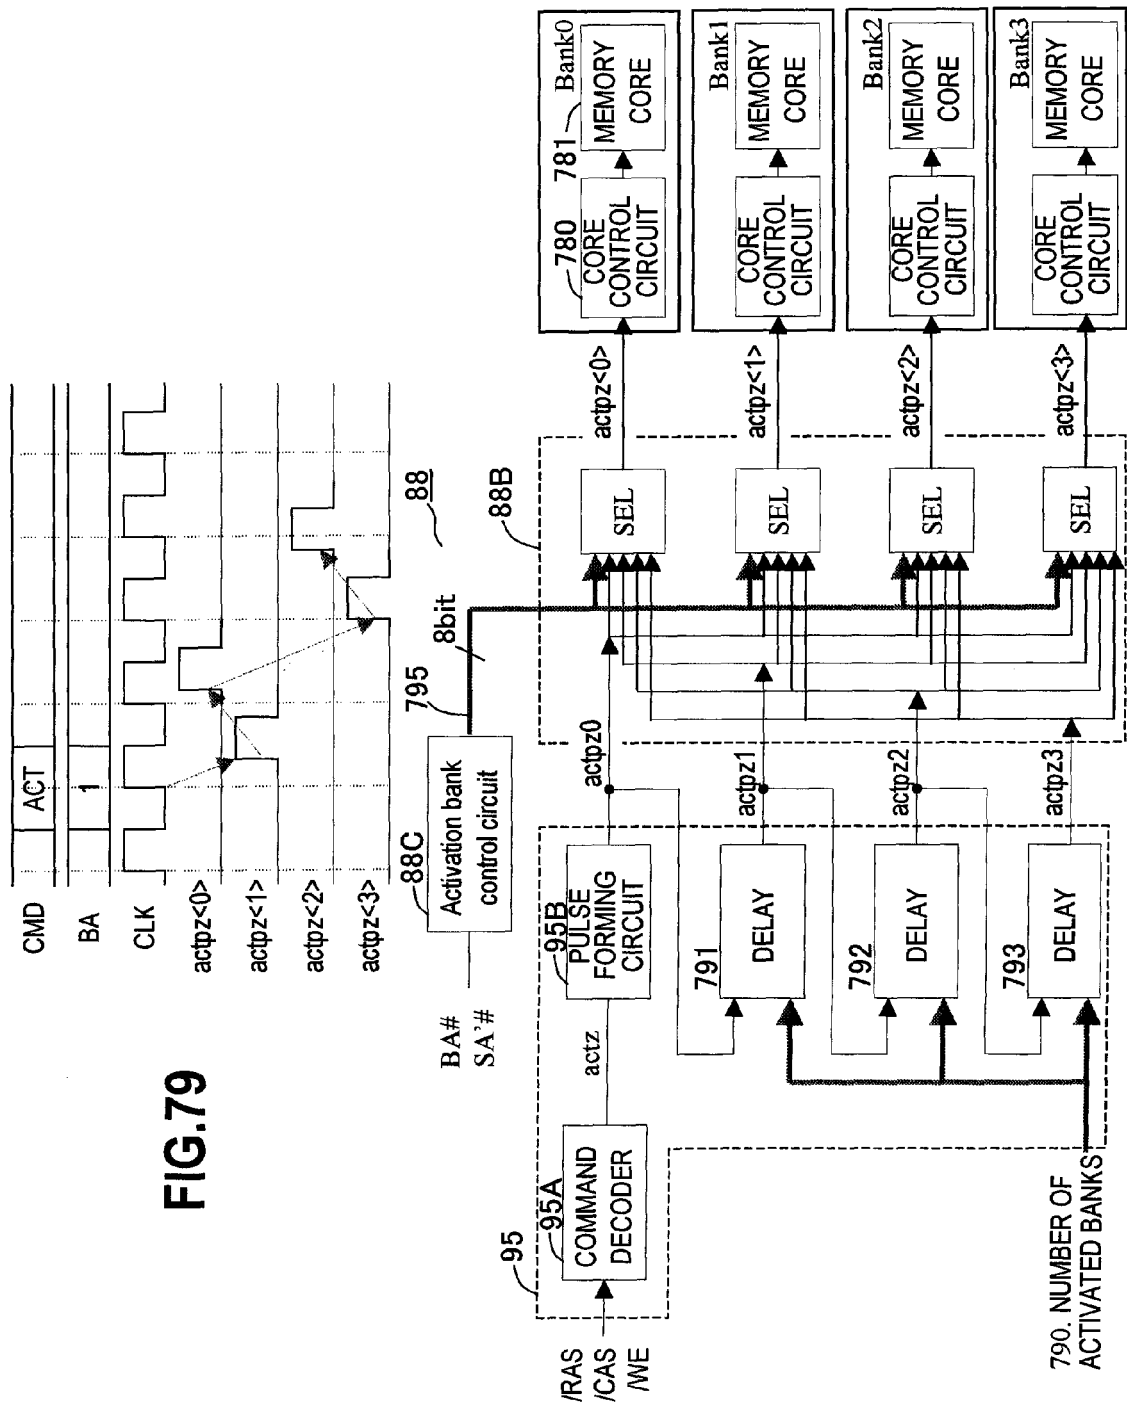 FIG.79
CMD
ACT
BA
1
CLK
actpz<0>
actpz<1>
actpz<2>
actpz<3>
BA#
SA'#
88C
Activation bank
control circuit
795
8bit
88
88B
95
/RAS
/CAS
/WE
95A
COMMAND
DECODER
actz
95B
PULSE
FORMING
CIRCUIT
actpz0
791
DELAY
actpz1
792
DELAY
actpz2
793
DELAY
actpz3
790. NUMBER OF
ACTIVATED BANKS
SEL
SEL
SEL
SEL
actpz<0>
actpz<1>
actpz<2>
actpz<3>
780
CORE
CONTROL
CIRCUIT
781
MEMORY
CORE
Bank0
CORE
CONTROL
CIRCUIT
MEMORY
CORE
Bank1
CORE
CONTROL
CIRCUIT
MEMORY
CORE
Bank2
CORE
CONTROL
CIRCUIT
MEMORY
CORE
Bank3